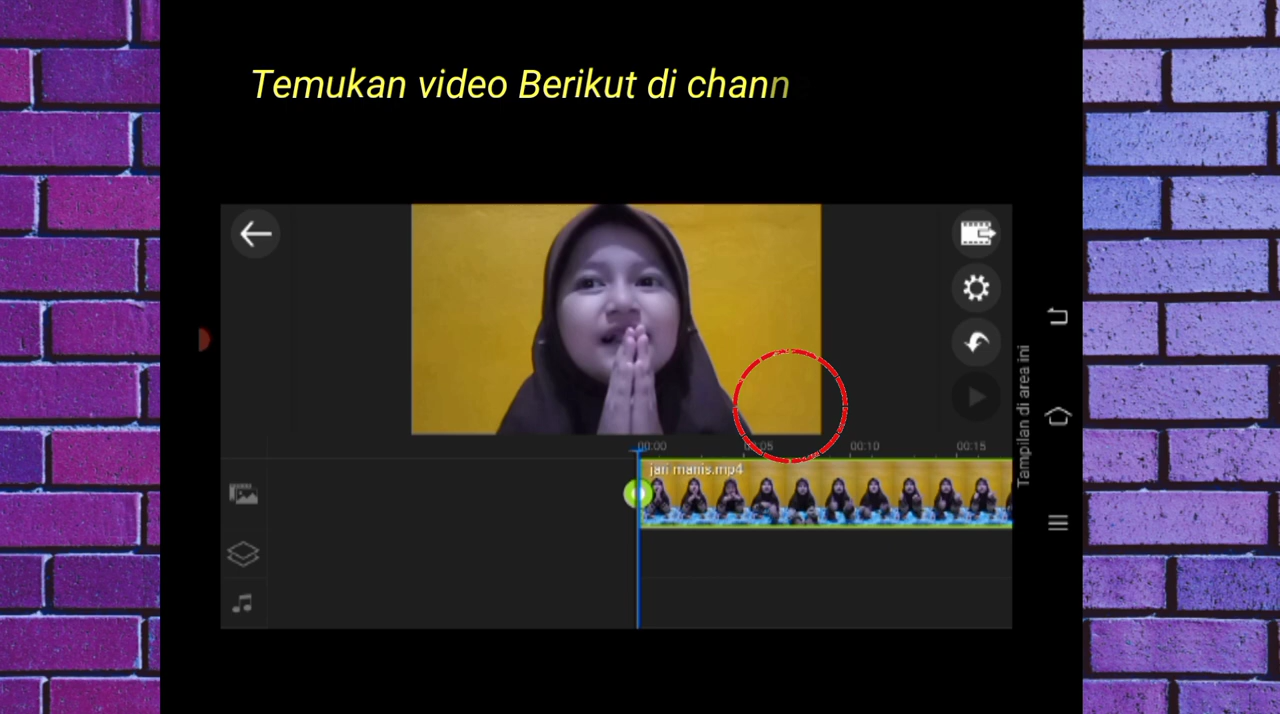 Temukan video Berikut di chann
00:00
00:05
00:10
00:15
jari manis.mp4
Tampilan di area ini